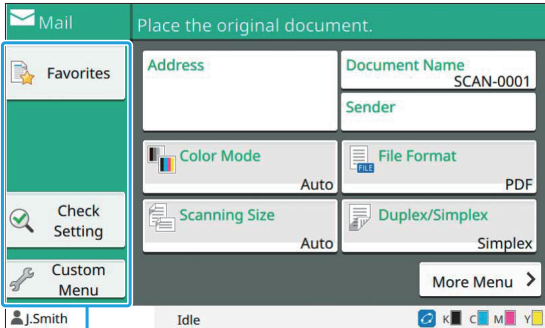 Mail
Place the original document.
Favorites
Check
Setting
Custom
Menu
Address
Document Name
SCAN-0001
Sender
Color Mode
Auto
File Format
FILE
PDF
Scanning Size
Auto
Duplex/Simplex
Simplex
More Menu >
J.Smith
Idle
K C M Y